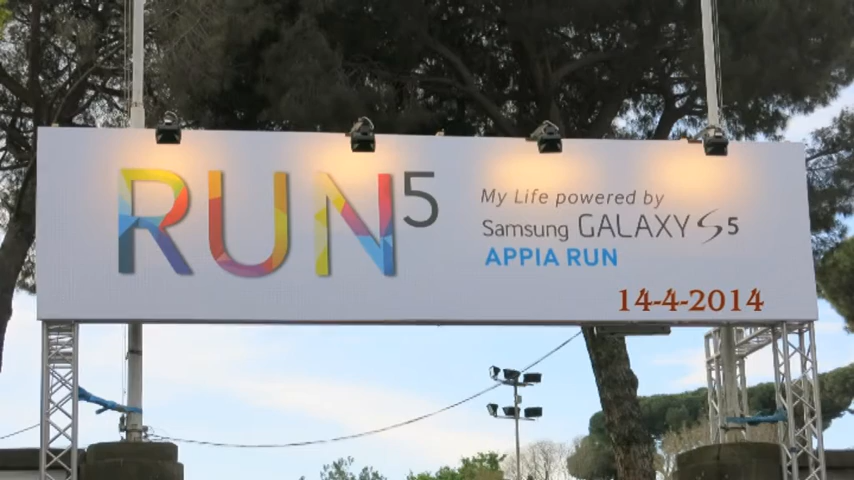 RUN5
My Life powered by
Samsung GALAXY S5
APPIA RUN
14-4-2014